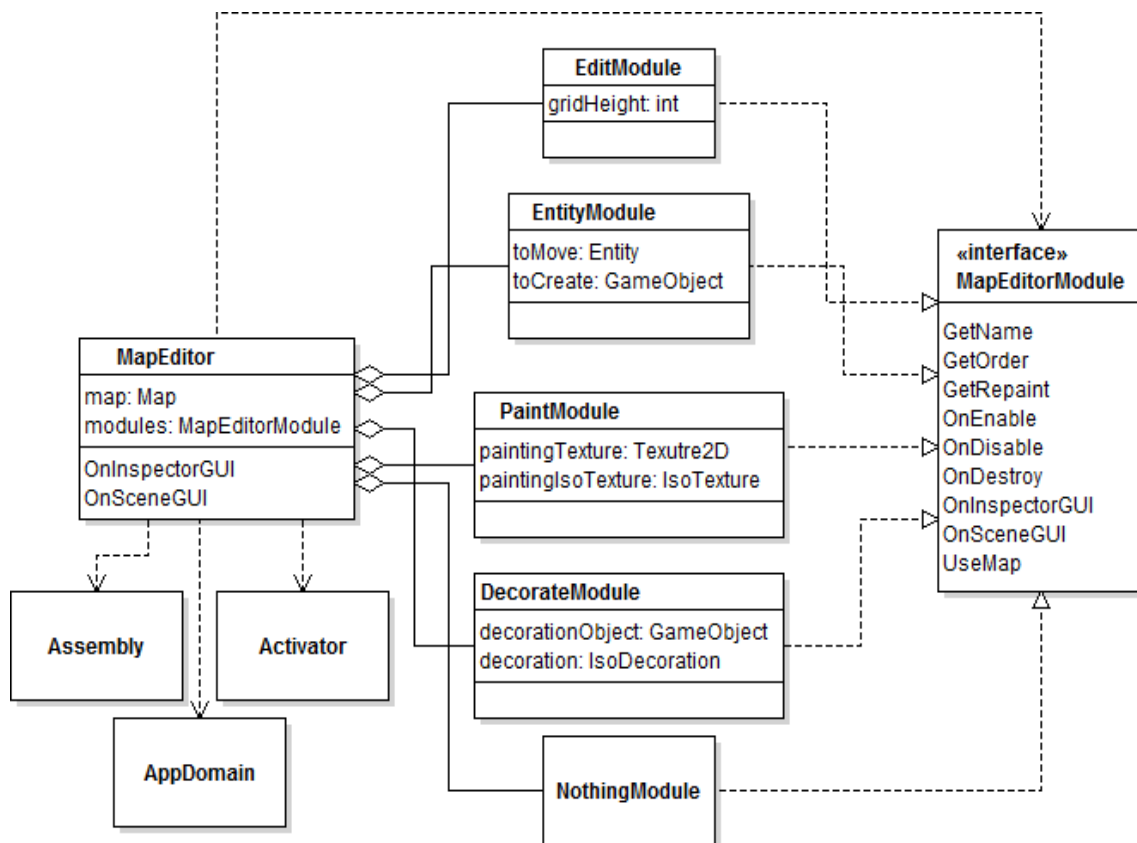 EditModule
gridHeight: int
EntityModule
toMove: Entity
toCreate: GameObject
«interface»
MapEditorModule
GetName
GetOrder
GetRepaint
OnEnable
OnDisable
OnDestroy
OnInspectorGUI
OnSceneGUI
UseMap
MapEditor
map: Map
modules: MapEditorModule
OnInspectorGUI
OnSceneGUI
PaintModule
paintingTexture: Texutre2D
paintingIsoTexture: IsoTexture
DecorateModule
decorationObject: GameObject
decoration: IsoDecoration
Assembly
Activator
AppDomain
NothingModule